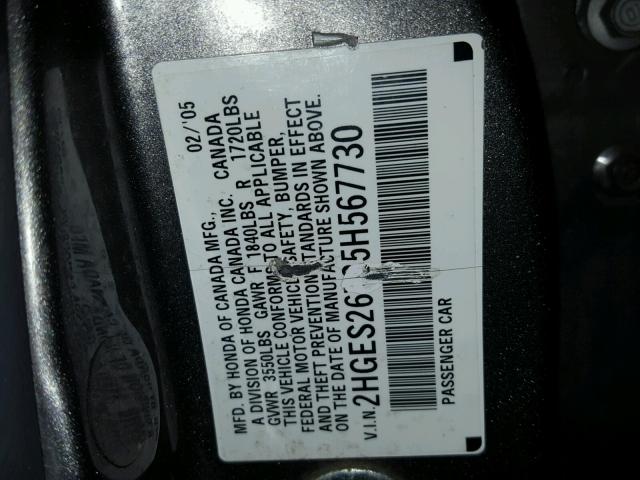 MFD. BY HONDA OF CANADA MFG., 02/'05
A DIVISION OF HONDA CANADA INC. CANADA
GVWR 3550LBS GAWR F 1840LBS R 1720LBS
THIS VEHICLE CONFORMS TO ALL APPLICABLE
FEDERAL MOTOR VEHICLE SAFETY, BUMPER,
AND THEFT PREVENTION STANDARDS IN EFFECT
ON THE DATE OF MANUFACTURE SHOWN ABOVE.
V.I.N.
PASSENGER CAR